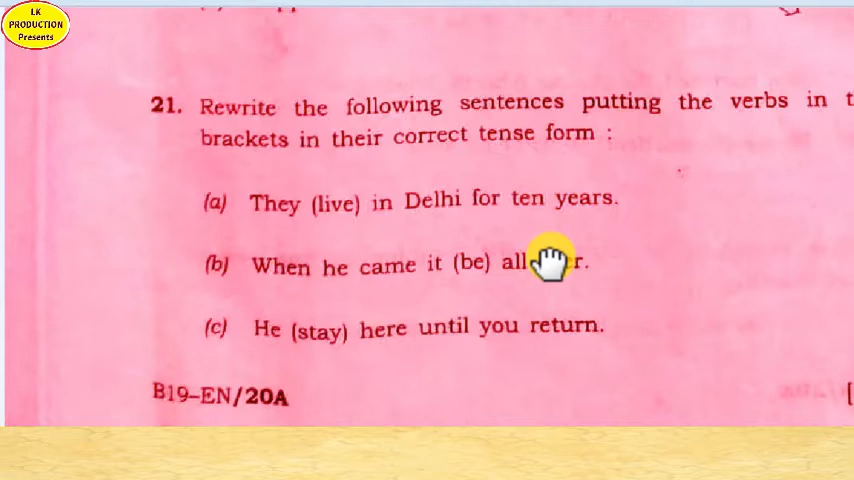 LK
PRODUCTION
Presents
21. Rewrite the following sentences putting the verbs in
brackets in their correct tense form :
(a) They (live) in Delhi for ten years.
(b) When he came it (be) all
(c) He (stay) here until you return.
B19-EN/20A